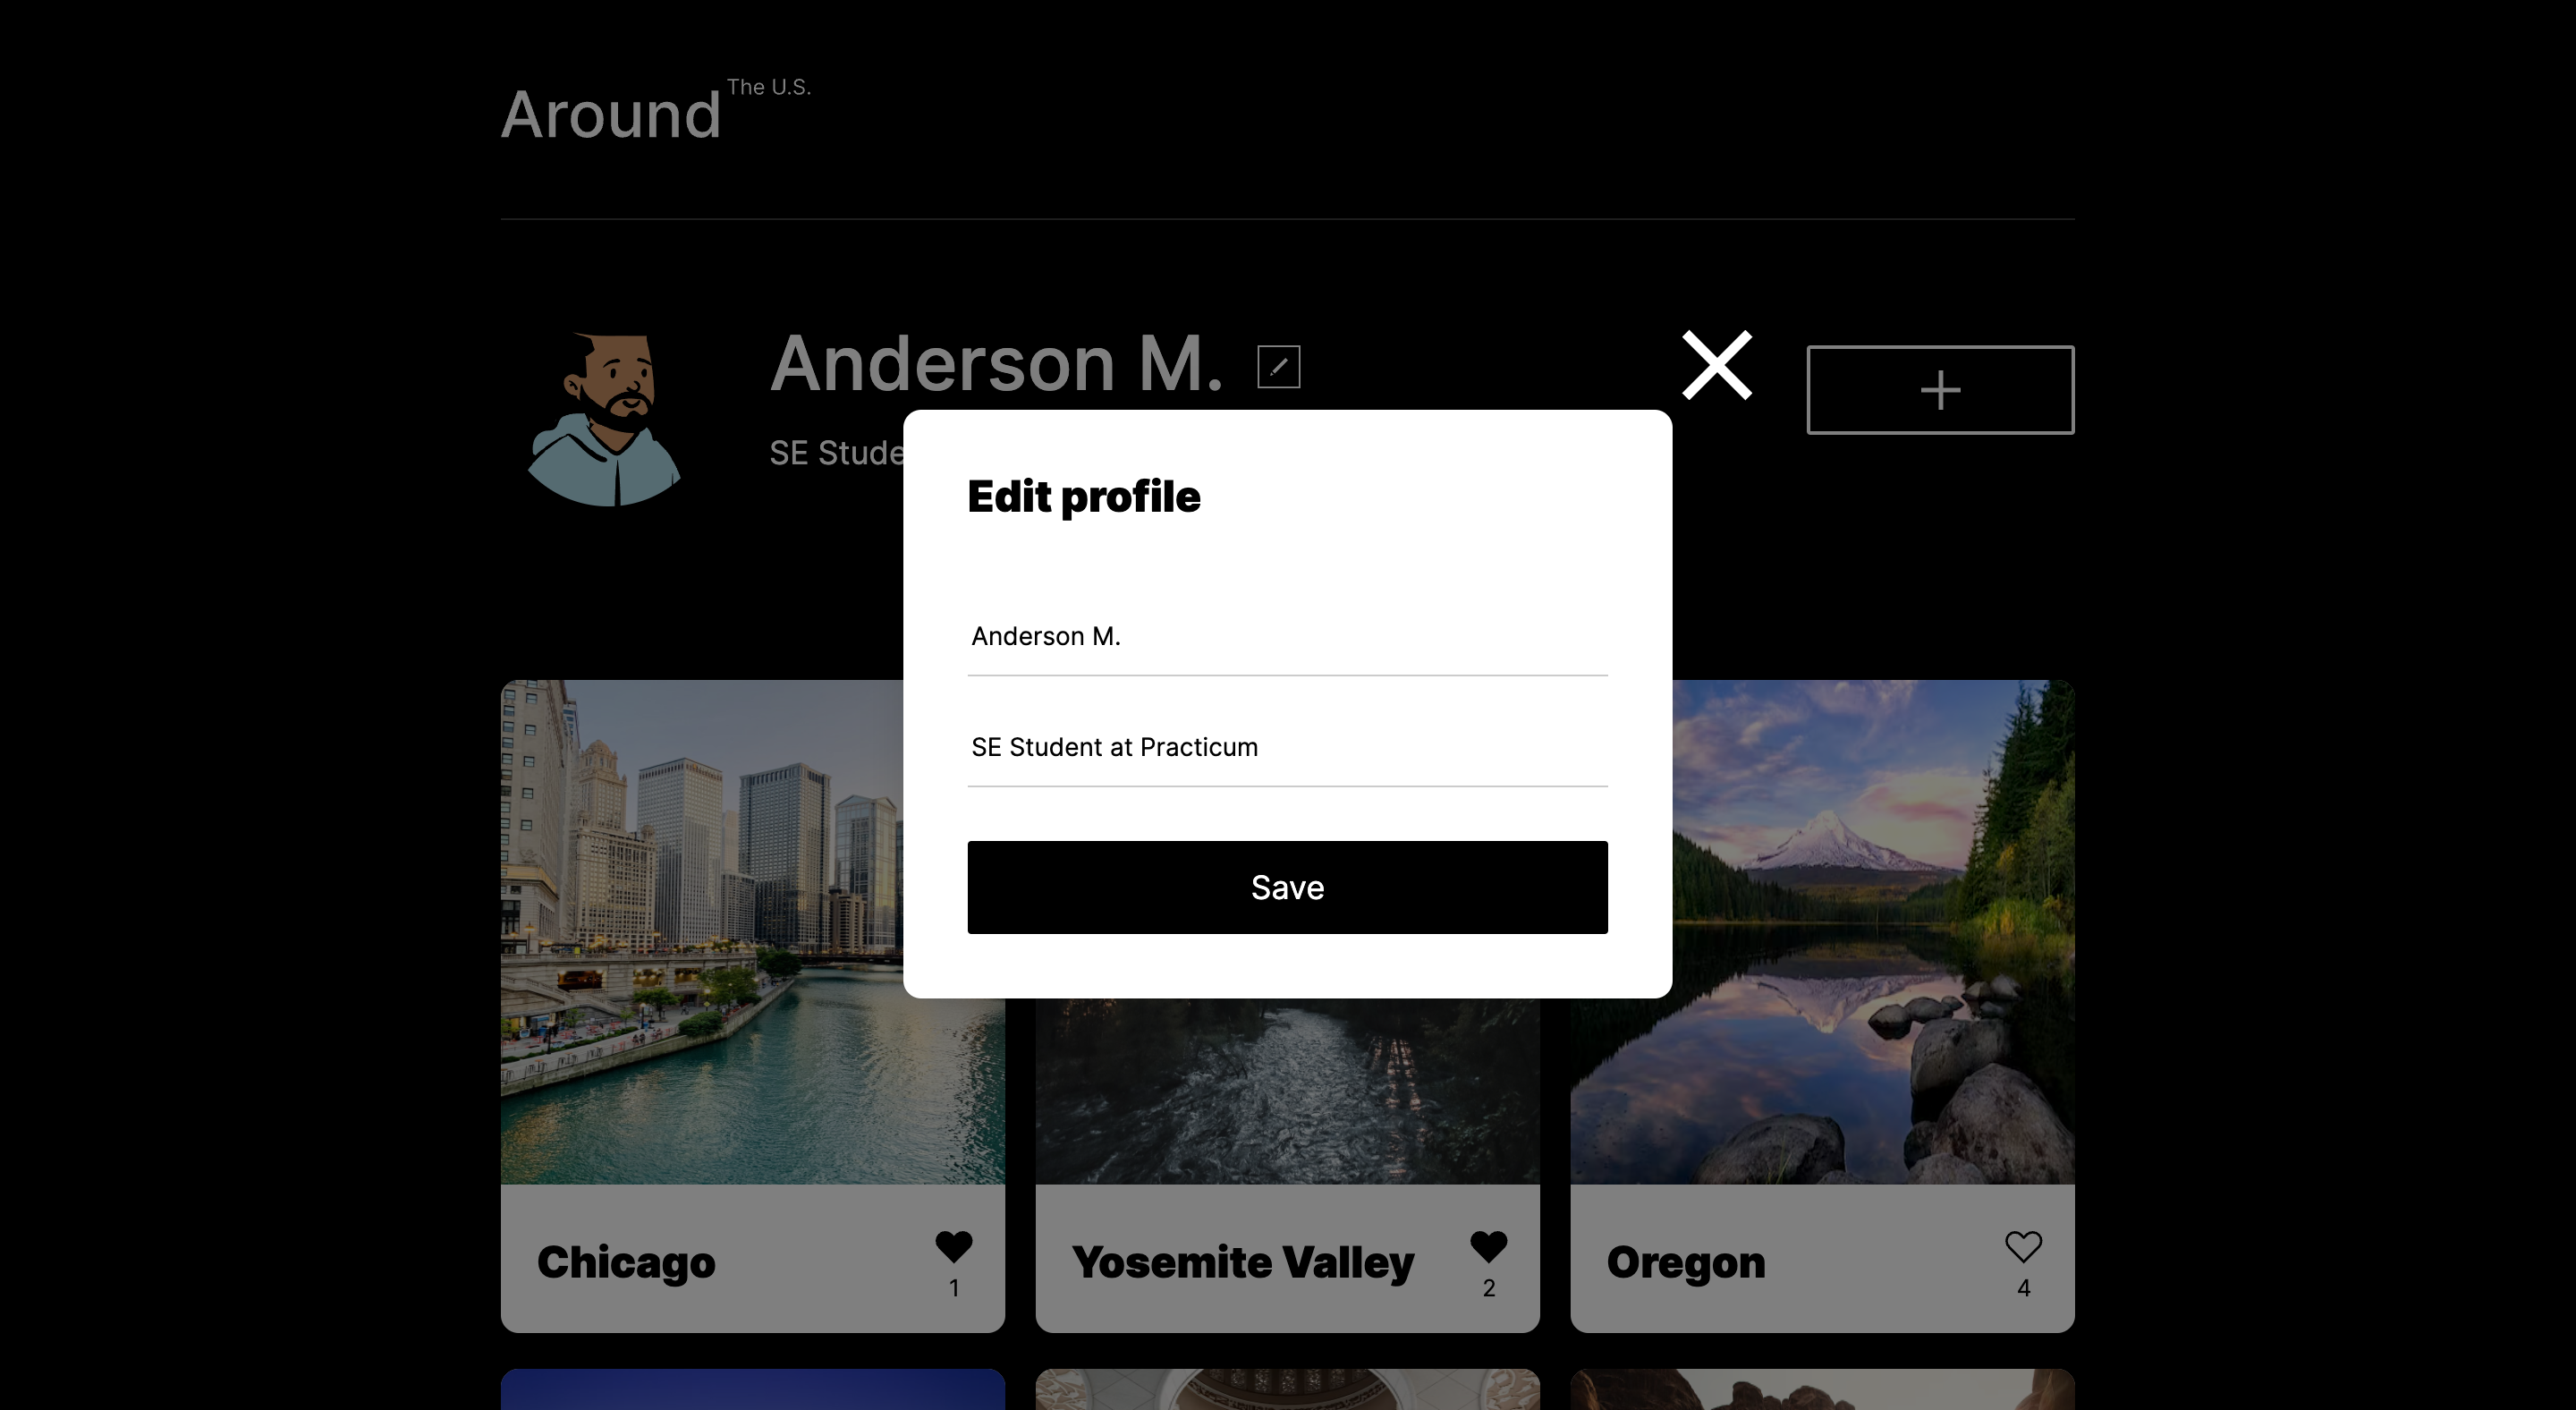 Around The U.S.
Anderson M.
SE Stude
Edit profile
Anderson M.
SE Student at Practicum
Save
Chicago
1
Yosemite Valley
2
Oregon
4